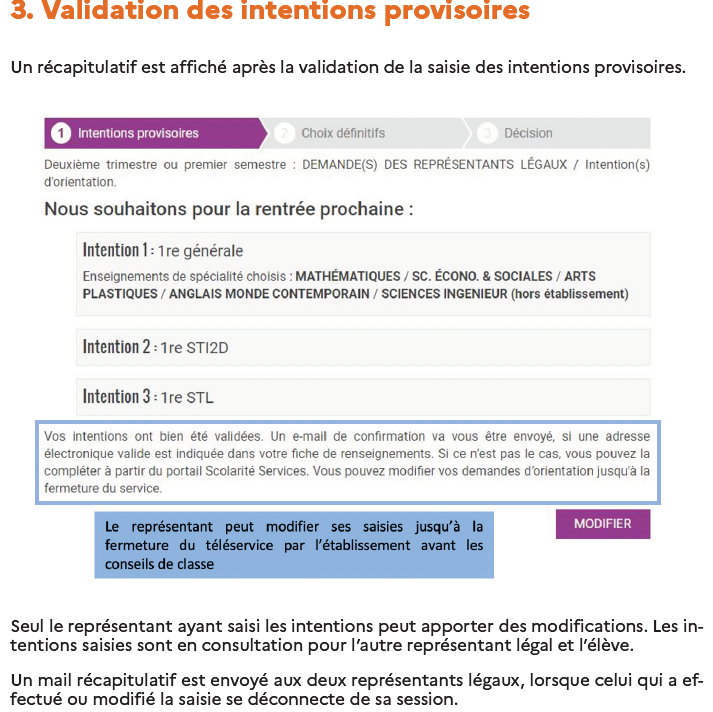 3. Validation des intentions provisoires
Un récapitulatif est affiché après la validation de la saisie des intentions provisoires.
1 Intentions provisoires 2 Choix définitifs 3 Décision
Deuxième trimestre ou premier semestre : DEMANDE(S) DES REPRÉSENTANTS LÉGAUX / Intention(s)
d'orientation.
Nous souhaitons pour la rentrée prochaine :
Intention 1 : 1re générale
Enseignements de spécialité choisis : MATHÉMATIQUES / SC. ÉCONO. & SOCIALES / ARTS
PLASTIQUES / ANGLAIS MONDE CONTEMPORAIN / SCIENCES INGENIEUR (hors établissement)
Intention 2 : 1re STI2D
Intention 3 : 1re STL
Vos intentions ont bien été validées. Un e-mail de confirmation va vous être envoyé, si une adresse
électronique valide est indiquée dans votre fiche de renseignements. Si ce n'est pas le cas, vous pouvez la
compléter à partir du portail Scolarité Services. Vous pouvez modifier vos demandes d'orientation jusqu'à la
fermeture du service.
Le représentant peut modifier ses saisies jusqu'à la
fermeture du téléservice par l'établissement avant les
conseils de classe
MODIFIER
Seul le représentant ayant saisi les intentions peut apporter des modifications. Les in-
tentions saisies sont en consultation pour l'autre représentant légal et l'élève.
Un mail récapitulatif est envoyé aux deux représentants légaux, lorsque celui qui a ef-
fectué ou modifié la saisie se déconnecte de sa session.